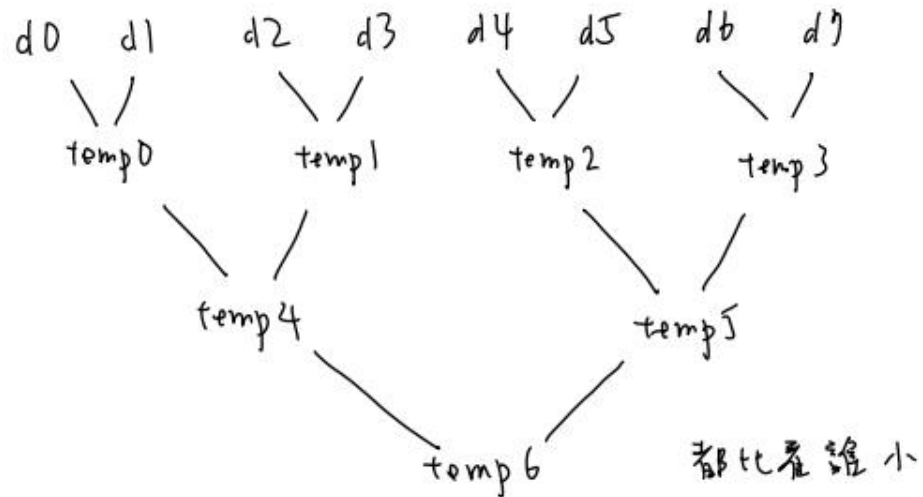 d0 d1 d2 d3 d4 d5 d6 d7
temp0 temp1 temp2 temp3
temp4 temp5
temp6 都比看誰小